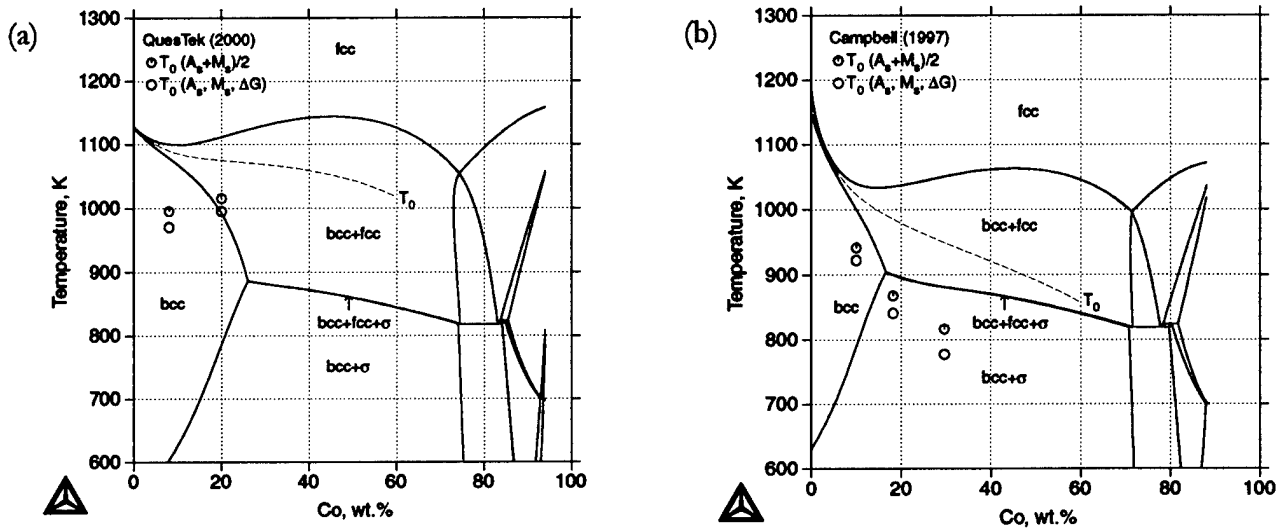 (a)
1300
1200
1100
1000
900
800
700
600
Temperature, K
QuesTek (2000)
T₀ (Aₛ+Mₛ)/2
T₀ (Aₛ, Mₛ, ΔG)
fcc
T₀
bcc+fcc
bcc
bcc+fcc+σ
bcc+σ
0 20 40 60 80 100
Co, wt.%
(b)
1300
1200
1100
1000
900
800
700
600
Temperature, K
Campbell (1997)
T₀ (Aₛ+Mₛ)/2
T₀ (Aₛ, Mₛ, ΔG)
fcc
bcc+fcc
T₀
bcc
bcc+fcc+σ
bcc+σ
0 20 40 60 80 100
Co, wt.%